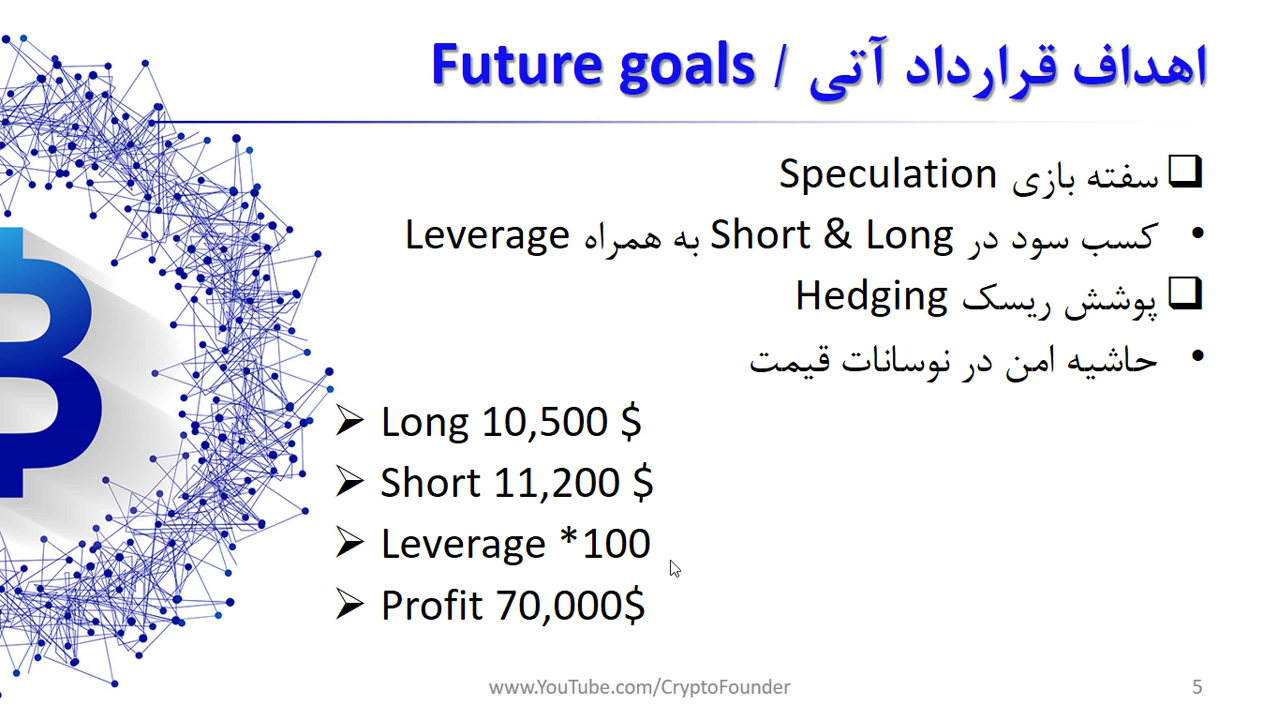 اهداف قرارداد آتی / Future goals
سفته بازی Speculation
کسب سود در Short & Long به همراه Leverage
پوشش ریسک Hedging
حاشیه امن در نوسانات قیمت
Long 10,500 $
Short 11,200 $
Leverage *100
Profit 70,000$
www.YouTube.com/CryptoFounder
5